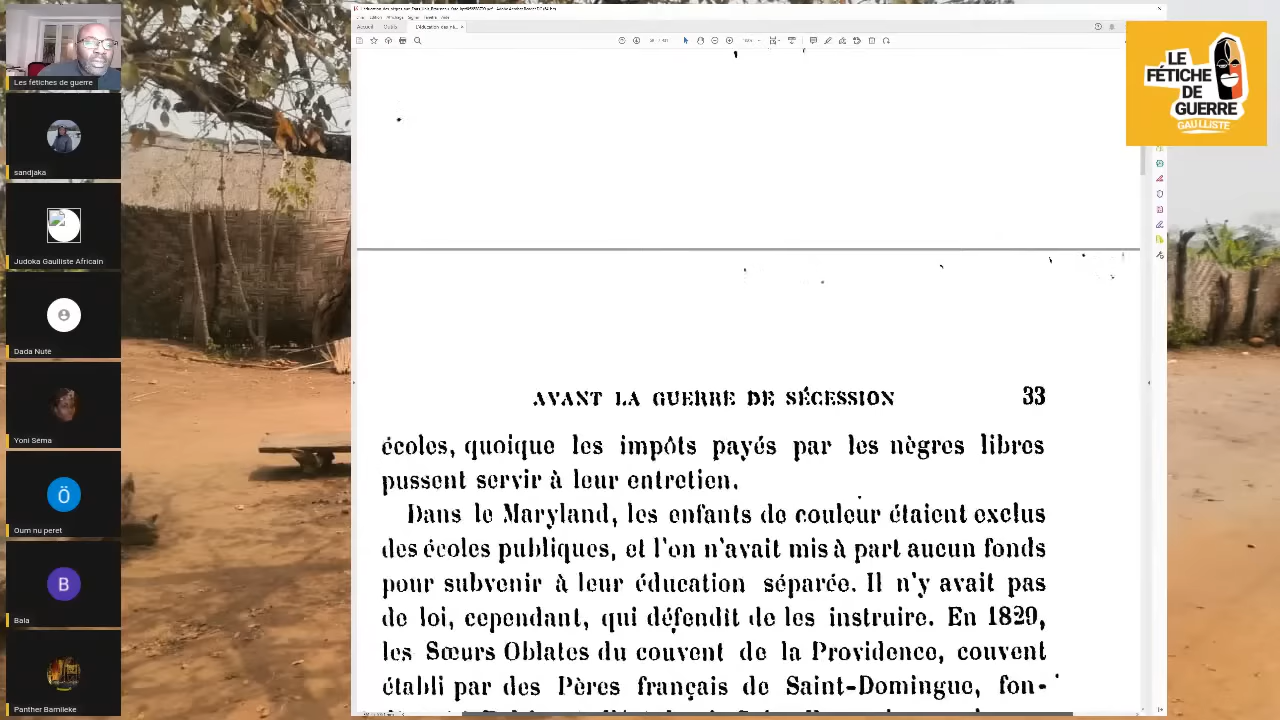 Les fétiches de guerre
sandjaka
Judoka Gaulliste Africain
Dada Nuté
Yoni Séma
Ö
Oum nu peret
B
Bala
Panther Bamileke
Accueil
Outils
LE
FÉTICHE
DE
GUERRE
GAULLISTE
AVANT LA GUERRE DE SÉCESSION 33
écoles, quoique les impôts payés par les nègres libres
pussent servir à leur entretien.
Dans le Maryland, les enfants de couleur étaient exclus
des écoles publiques, et l'on n'avait mis à part aucun fonds
pour subvenir à leur éducation séparée. Il n'y avait pas
de loi, cependant, qui défendît de les instruire. En 1829,
les Sœurs Oblates du couvent de la Providence, couvent
établi par des Pères français de Saint-Domingue, fon-